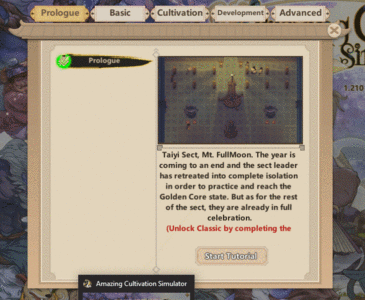 Prologue
Basic
Cultivation
Development
Advanced
Prologue
1.210
Taiyi Sect, Mt. FullMoon. The year is
coming to an end and the sect leader
has retreated into complete isolation
in order to practice and reach the
Golden Core state. But as for the rest
of the sect, they are already in full
celebration.
(Unlock Classic by completing the
Start Tutorial
Amazing Cultivation Simulator